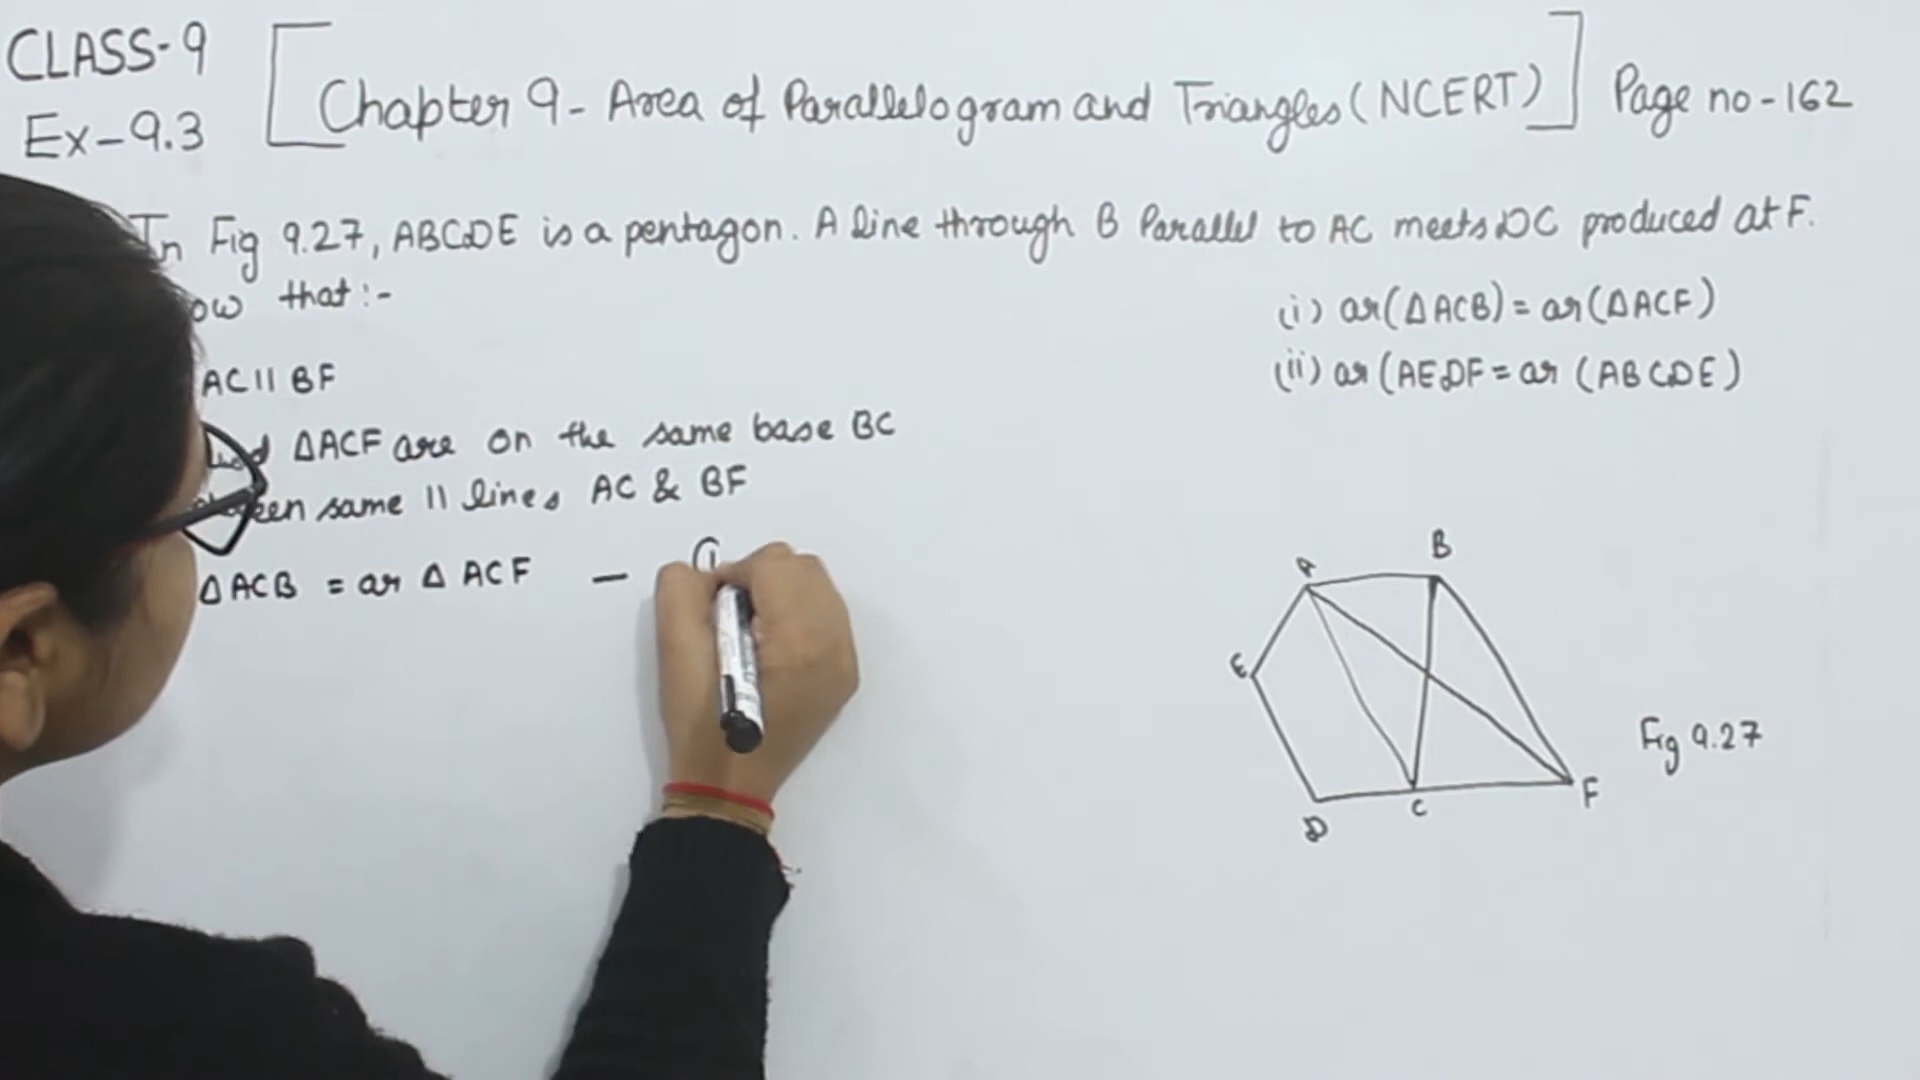 CLASS-9
Ex-9.3
[Chapter 9- Area of Parallelogram and Triangles (NCERT)] Page no-162
In Fig 9.27, ABCDE is a pentagon. A line through B Parallel to AC meets DC produced at F.
that:-
(i) ar(ΔACB) = ar(ΔACF)
(ii) ar (AEDF = ar (ABCDE)
AC || BF
ΔACF are on the same base BC
same || lines AC & BF
ΔACB = ar ΔACF — ①
A
B
E
D
C
F
Fig 9.27